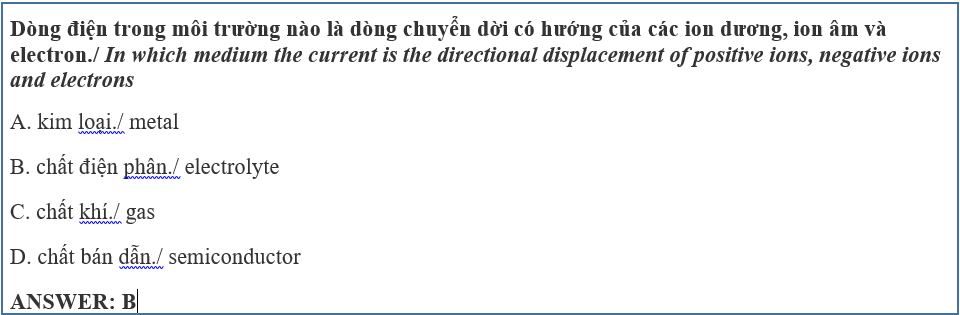 Dòng điện trong môi trường nào là dòng chuyển dời có hướng của các ion dương, ion âm và
electron./ In which medium the current is the directional displacement of positive ions, negative ions
and electrons
A. kim loại./ metal
B. chất điện phân./ electrolyte
C. chất khí./ gas
D. chất bán dẫn./ semiconductor
ANSWER: B